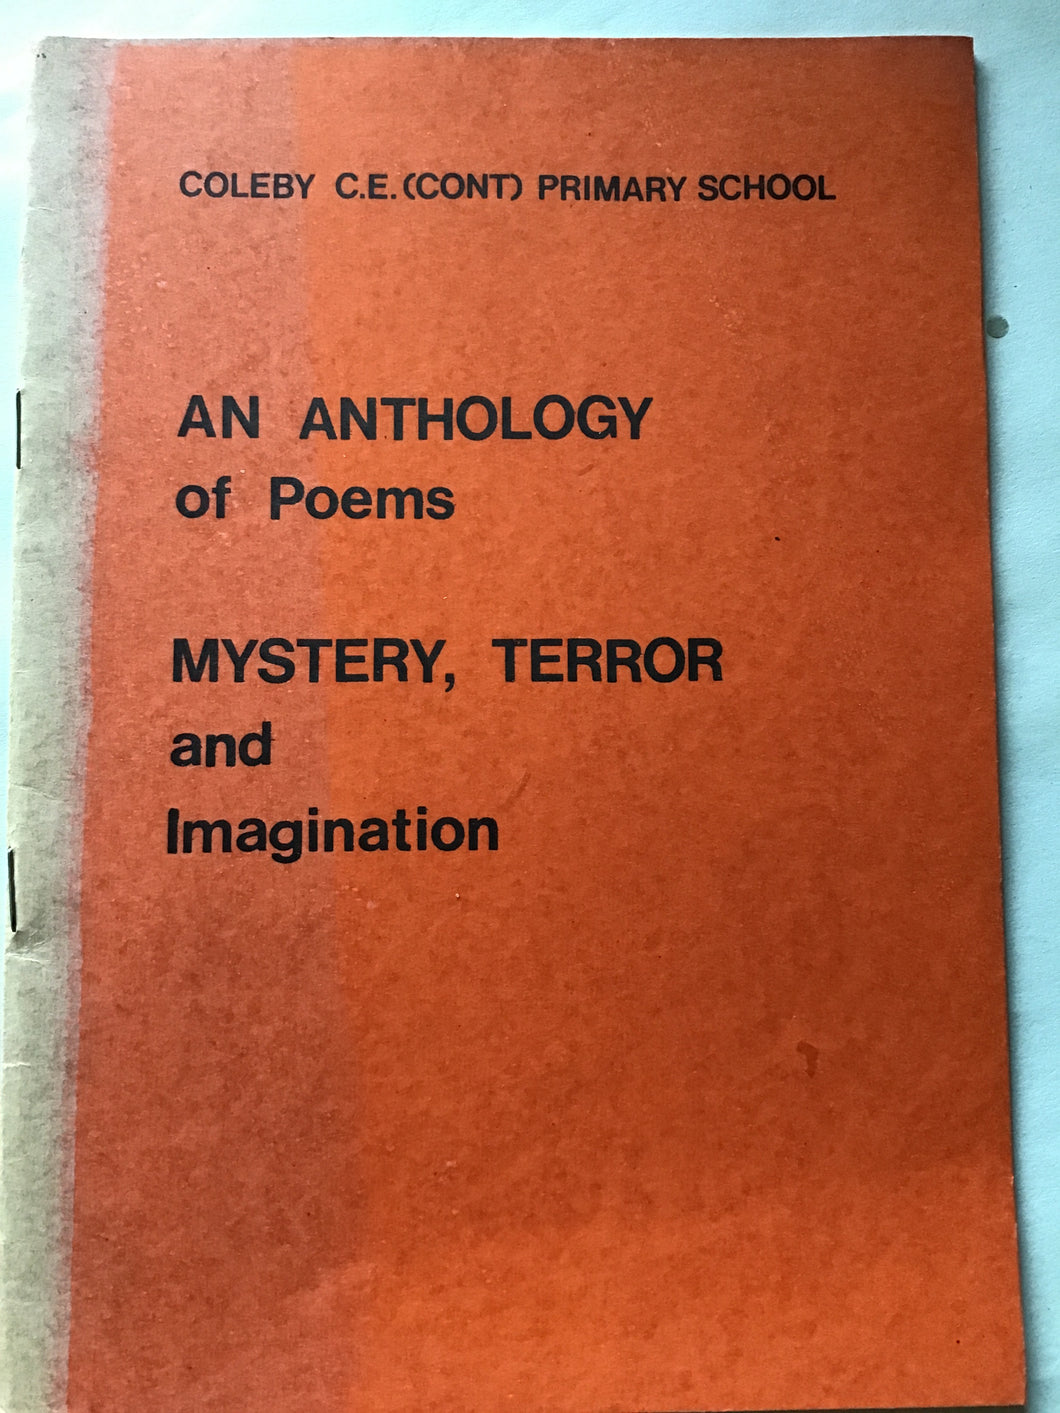 COLEBY C.E. (CONT) PRIMARY SCHOOL
AN ANTHOLOGY
of Poems
MYSTERY, TERROR
and
Imagination